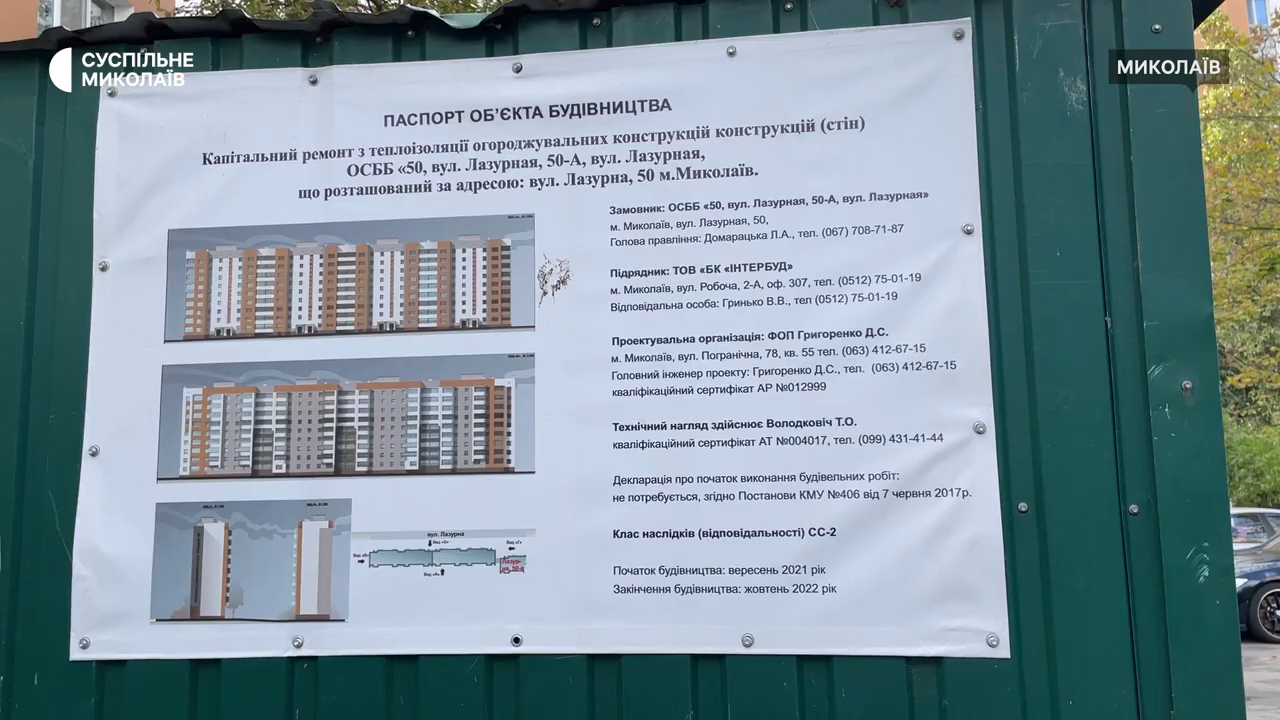 СУСПІЛЬНЕ
МИКОЛАЇВ
МИКОЛАЇВ
ПАСПОРТ ОБ'ЄКТА БУДІВНИЦТВА
Капітальний ремонт з теплоізоляції огороджувальних конструкцій конструкцій (стін)
ОСББ «50, вул. Лазурная, 50-А, вул. Лазурная,
що розташований за адресою: вул. Лазурна, 50 м.Миколаїв.
Замовник: ОСББ «50, вул. Лазурная, 50-А, вул. Лазурная»
м. Миколаїв, вул. Лазурная, 50,
Голова правління: Домарацька Л.А., тел. (067) 708-71-87
Підрядник: ТОВ «БК «ІНТЕРБУД»
м. Миколаїв, вул. Робоча, 2-А, оф. 307, тел. (0512) 75-01-19
Відповідальна особа: Гринько В.В., тел (0512) 75-01-19
Проектувальна організація: ФОП Григоренко Д.С.
м. Миколаїв, вул. Погранічна, 78, кв. 55 тел. (063) 412-67-15
Головний інженер проекту: Григоренко Д.С., тел. (063) 412-67-15
кваліфікаційний сертифікат АР №012999
Технічний нагляд здійснює Володковіч Т.О.
кваліфікаційний сертифікат АТ №004017, тел. (099) 431-41-44
Декларація про початок виконання будівельних робіт:
не потребується, згідно Постанови КМУ №406 від 7 червня 2017р.
Клас наслідків (відповідальності) СС-2
Початок будівництва: вересень 2021 рік
Закінчення будівництва: жовтень 2022 рік
вул. Лазурна